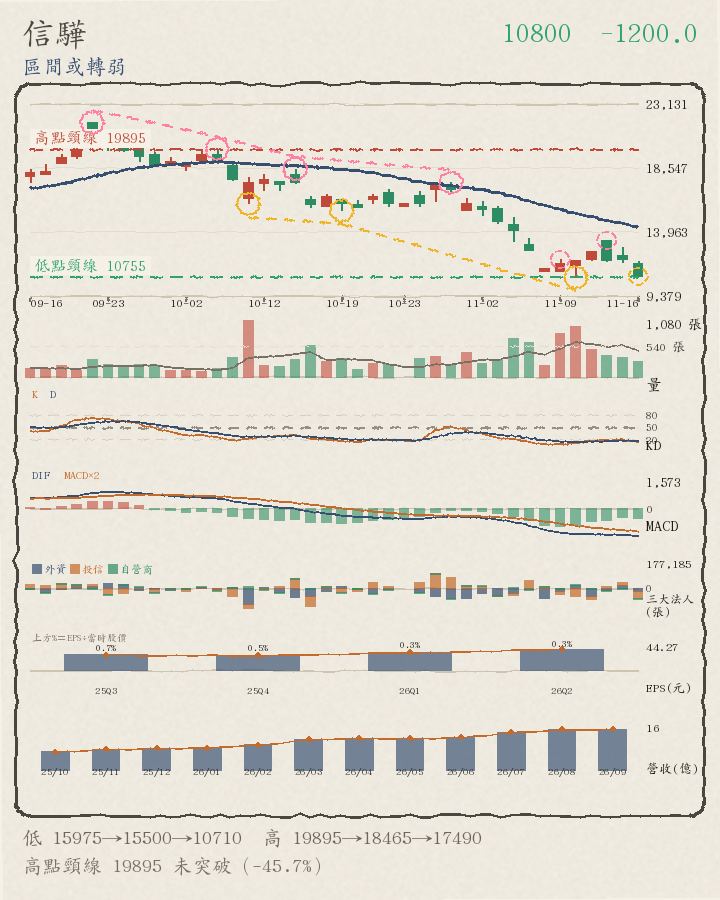 信驊
10800 -1200.0
區間或轉弱
23,131
高點頸線 19895
18,547
13,963
低點頸線 10755
9,379
09-16 09-23 10-02 10-12 10-19 10-23 11-02 11-09 11-16
1,080 張
540 張
量
K D
80
50
20
KD
DIF MACD×2
1,573
0
MACD
外資 投信 自營商
177,185
0
三大法人
(張)
上方%=EPS÷當時股價
0.7% 0.5% 0.3% 0.3%
44.27
25Q3 25Q4 26Q1 26Q2
EPS(元)
16
25/10 25/11 25/12 26/01 26/02 26/03 26/04 26/05 26/06 26/07 26/08 26/09
營收(億)
低 15975→15500→10710 高 19895→18465→17490
高點頸線 19895 未突破 (-45.7%)